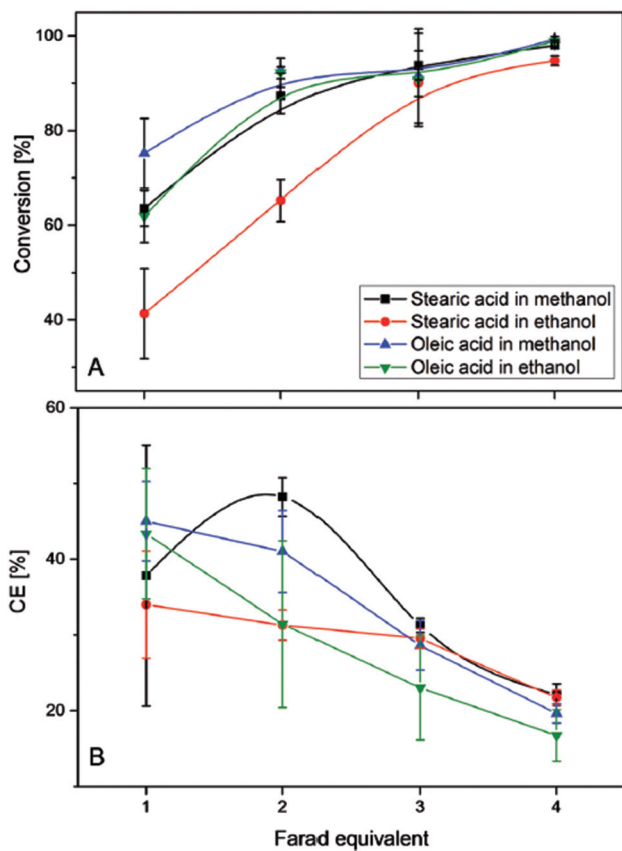 100
80
60
40
Conversion [%]
A
Stearic acid in methanol
Stearic acid in ethanol
Oleic acid in methanol
Oleic acid in ethanol
60
40
20
CE [%]
B
1 2 3 4
Farad equivalent